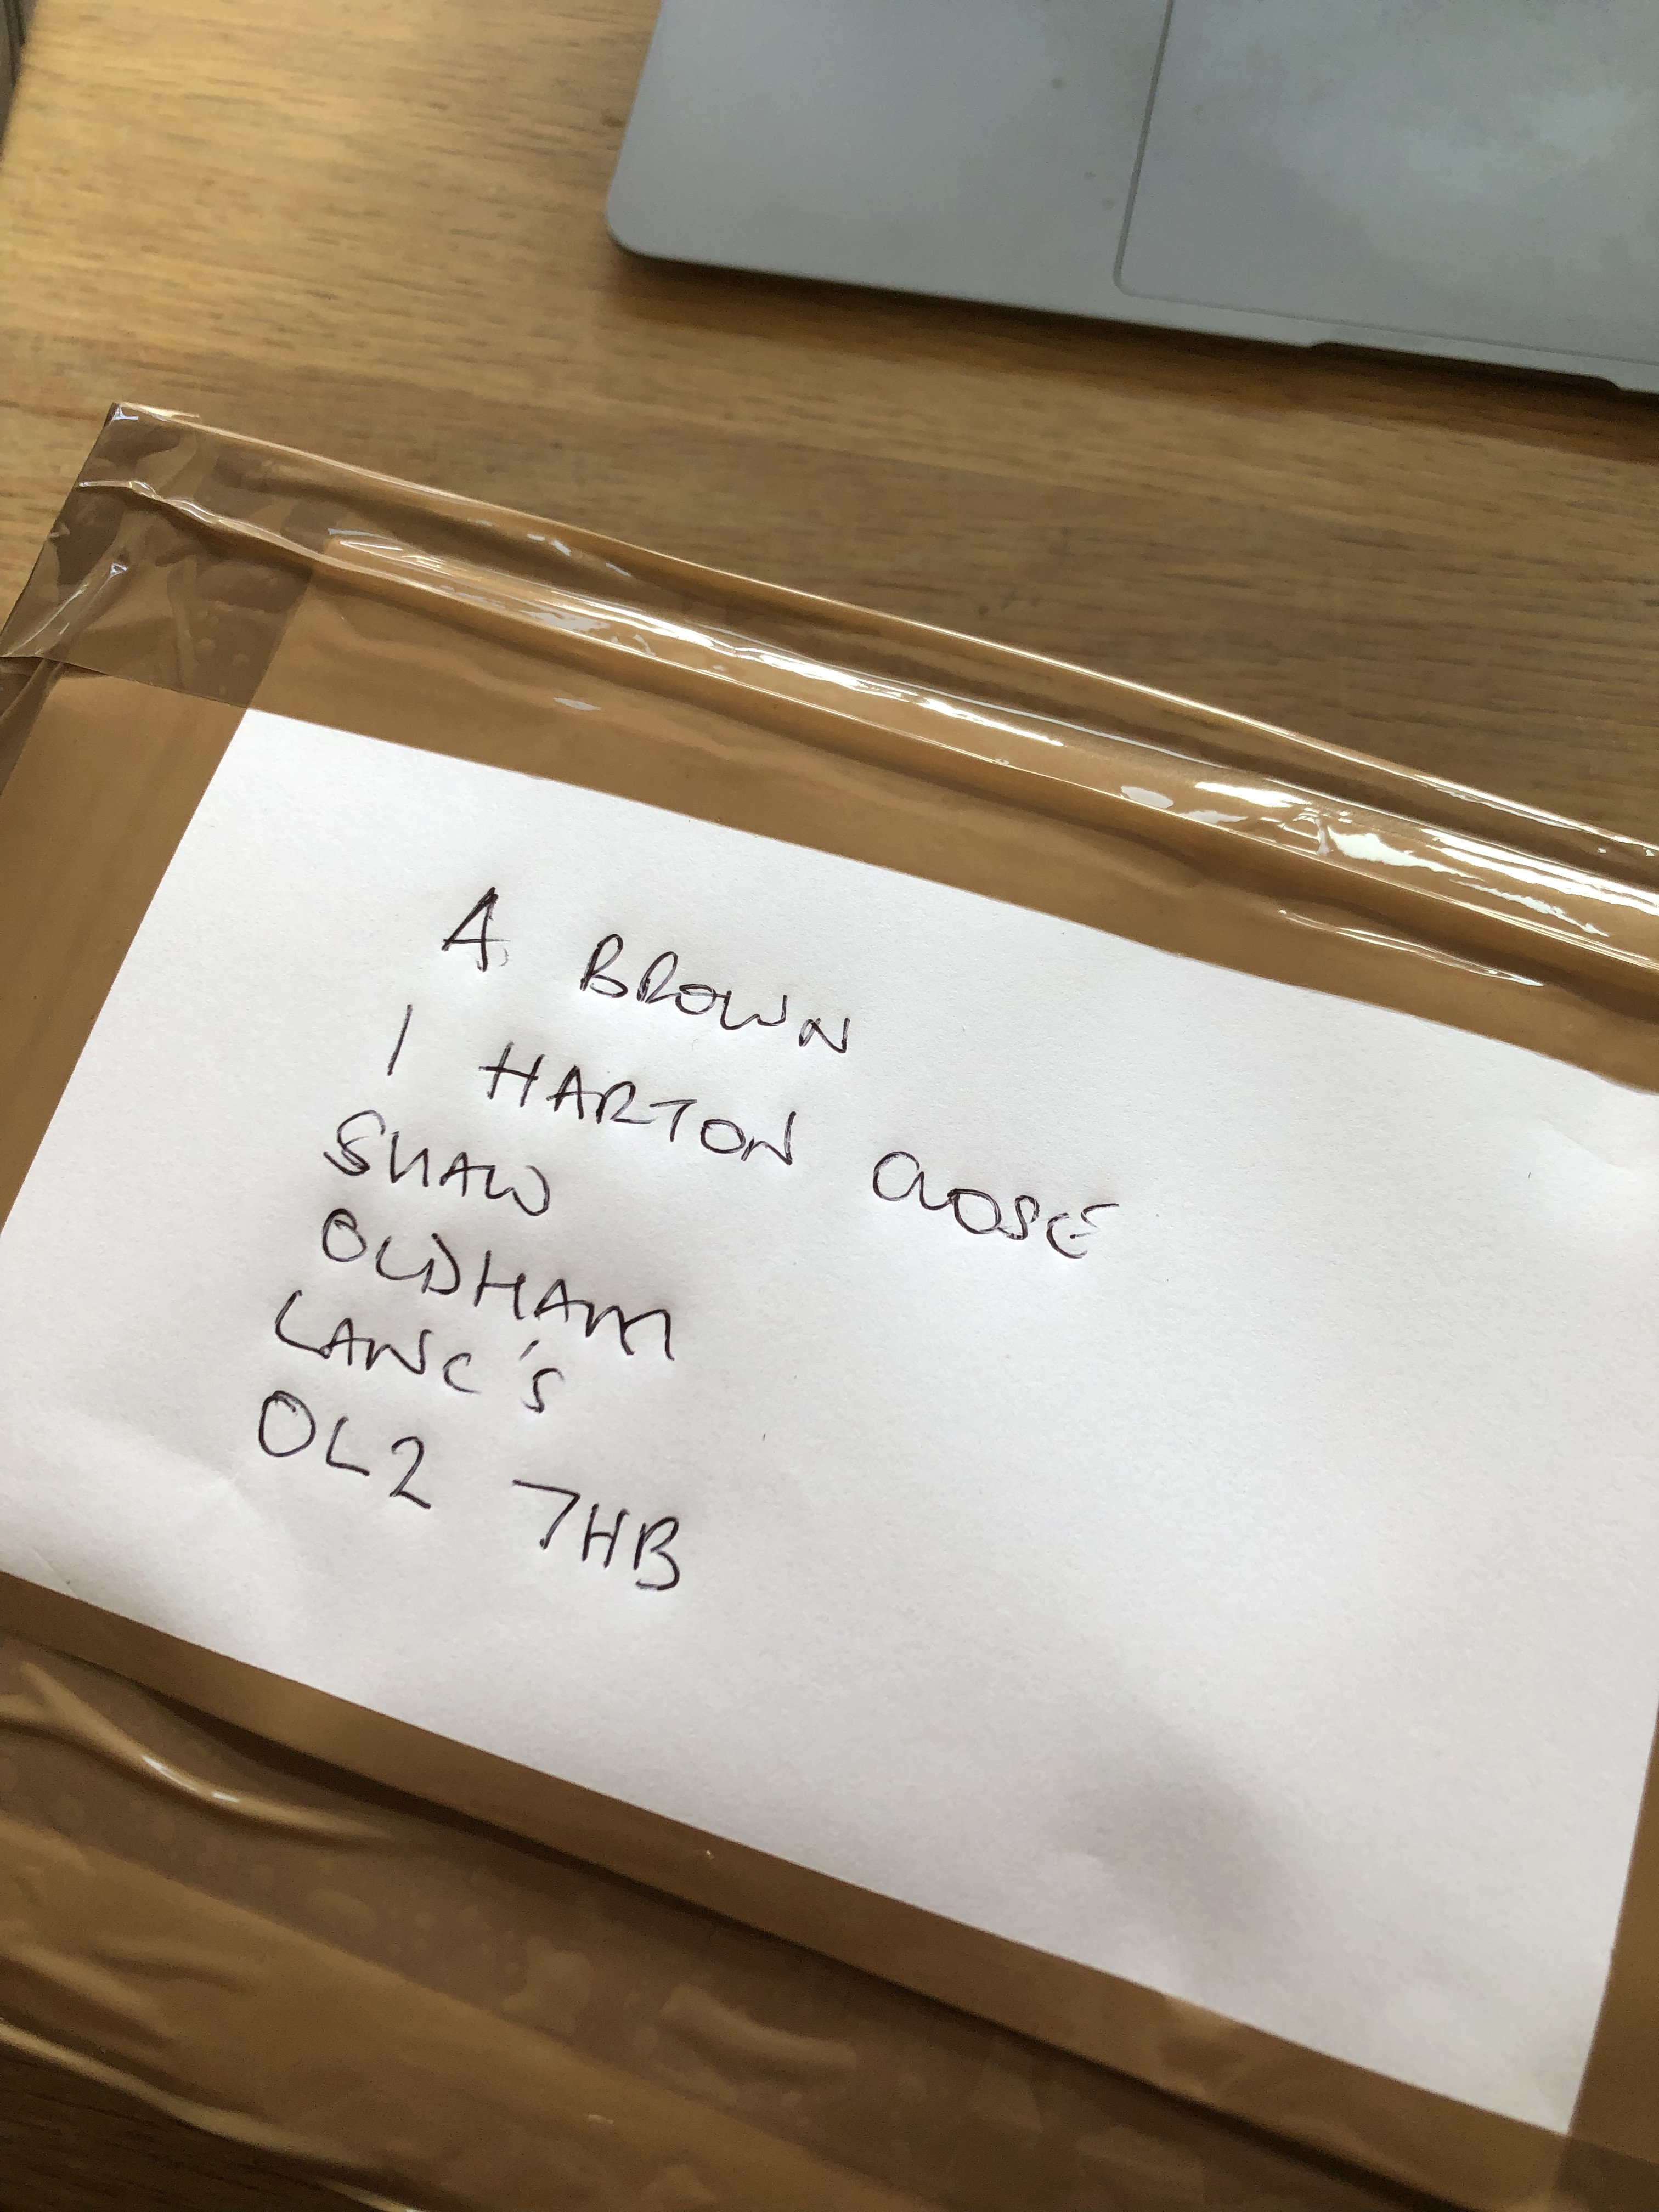 A BROWN
1 HARTON CLOSE
SHAW
OLDHAM
LANC'S
OL2 7HB